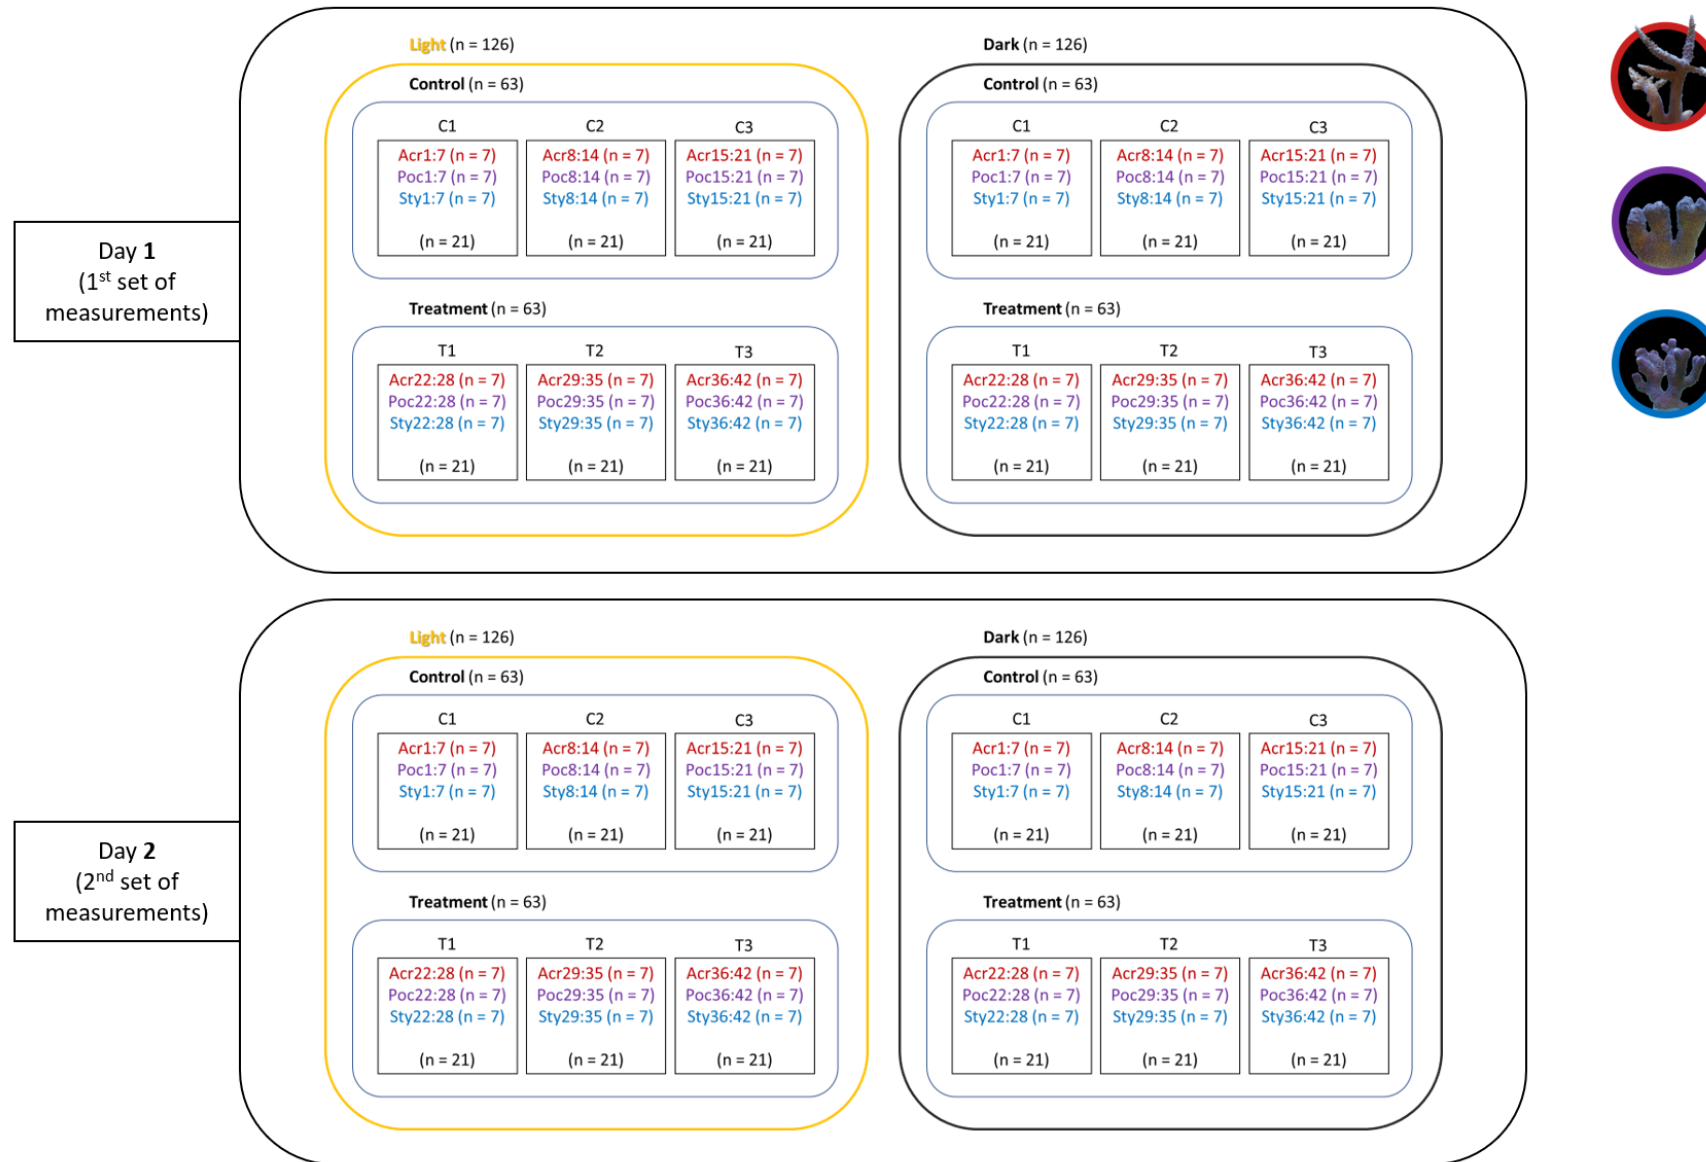 Day 1
(1st set of
measurements)
Light (n = 126)
Control (n = 63)
C1
C2
C3
Acr1:7 (n = 7)
Poc1:7 (n = 7)
Sty1:7 (n = 7)
(n = 21)
Acr8:14 (n = 7)
Poc8:14 (n = 7)
Sty8:14 (n = 7)
(n = 21)
Acr15:21 (n = 7)
Poc15:21 (n = 7)
Sty15:21 (n = 7)
(n = 21)
Treatment (n = 63)
T1
T2
T3
Acr22:28 (n = 7)
Poc22:28 (n = 7)
Sty22:28 (n = 7)
(n = 21)
Acr29:35 (n = 7)
Poc29:35 (n = 7)
Sty29:35 (n = 7)
(n = 21)
Acr36:42 (n = 7)
Poc36:42 (n = 7)
Sty36:42 (n = 7)
(n = 21)
Dark (n = 126)
Control (n = 63)
C1
C2
C3
Acr1:7 (n = 7)
Poc1:7 (n = 7)
Sty1:7 (n = 7)
(n = 21)
Acr8:14 (n = 7)
Poc8:14 (n = 7)
Sty8:14 (n = 7)
(n = 21)
Acr15:21 (n = 7)
Poc15:21 (n = 7)
Sty15:21 (n = 7)
(n = 21)
Treatment (n = 63)
T1
T2
T3
Acr22:28 (n = 7)
Poc22:28 (n = 7)
Sty22:28 (n = 7)
(n = 21)
Acr29:35 (n = 7)
Poc29:35 (n = 7)
Sty29:35 (n = 7)
(n = 21)
Acr36:42 (n = 7)
Poc36:42 (n = 7)
Sty36:42 (n = 7)
(n = 21)
Day 2
(2nd set of
measurements)
Light (n = 126)
Control (n = 63)
C1
C2
C3
Acr1:7 (n = 7)
Poc1:7 (n = 7)
Sty1:7 (n = 7)
(n = 21)
Acr8:14 (n = 7)
Poc8:14 (n = 7)
Sty8:14 (n = 7)
(n = 21)
Acr15:21 (n = 7)
Poc15:21 (n = 7)
Sty15:21 (n = 7)
(n = 21)
Treatment (n = 63)
T1
T2
T3
Acr22:28 (n = 7)
Poc22:28 (n = 7)
Sty22:28 (n = 7)
(n = 21)
Acr29:35 (n = 7)
Poc29:35 (n = 7)
Sty29:35 (n = 7)
(n = 21)
Acr36:42 (n = 7)
Poc36:42 (n = 7)
Sty36:42 (n = 7)
(n = 21)
Dark (n = 126)
Control (n = 63)
C1
C2
C3
Acr1:7 (n = 7)
Poc1:7 (n = 7)
Sty1:7 (n = 7)
(n = 21)
Acr8:14 (n = 7)
Poc8:14 (n = 7)
Sty8:14 (n = 7)
(n = 21)
Acr15:21 (n = 7)
Poc15:21 (n = 7)
Sty15:21 (n = 7)
(n = 21)
Treatment (n = 63)
T1
T2
T3
Acr22:28 (n = 7)
Poc22:28 (n = 7)
Sty22:28 (n = 7)
(n = 21)
Acr29:35 (n = 7)
Poc29:35 (n = 7)
Sty29:35 (n = 7)
(n = 21)
Acr36:42 (n = 7)
Poc36:42 (n = 7)
Sty36:42 (n = 7)
(n = 21)